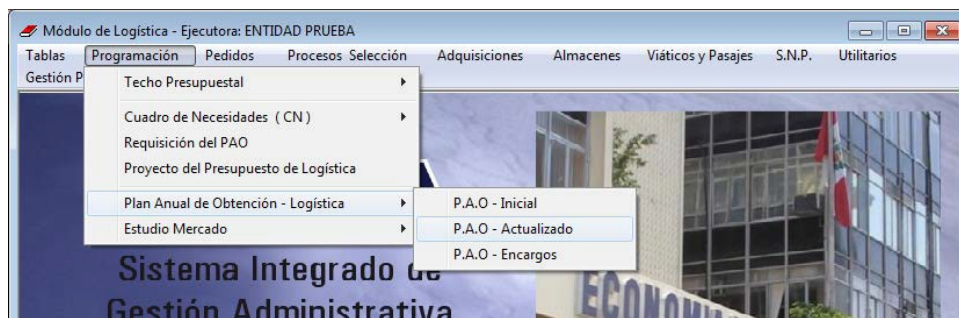 Módulo de Logística - Ejecutora: ENTIDAD PRUEBA
Tablas Programación Pedidos Procesos Selección Adquisiciones Almacenes Viáticos y Pasajes S.N.P. Utilitarios
Gestión P
Techo Presupuestal
Cuadro de Necesidades ( CN )
Requisición del PAO
Proyecto del Presupuesto de Logística
Plan Anual de Obtención - Logística
Estudio Mercado
P.A.O - Inicial
P.A.O - Actualizado
P.A.O - Encargos
Sistema Integrado de
Gestión Administrativa
ECONOMI